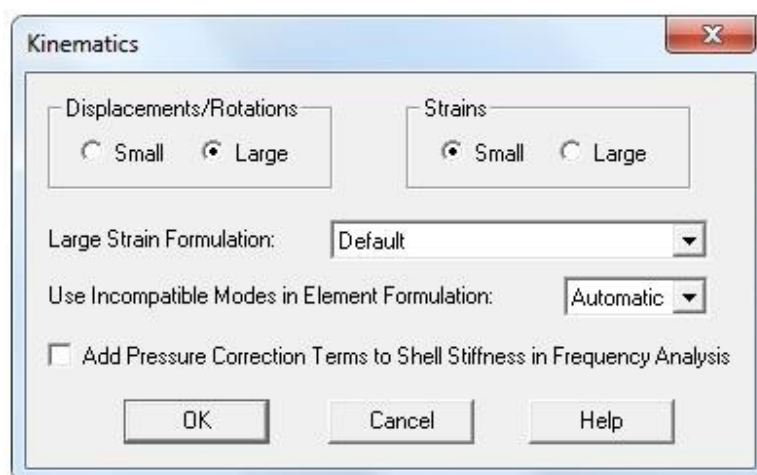 Kinematics
Displacements/Rotations
Small Large
Strains
Small Large
Large Strain Formulation: Default
Use Incompatible Modes in Element Formulation: Automatic
Add Pressure Correction Terms to Shell Stiffness in Frequency Analysis
OK Cancel Help